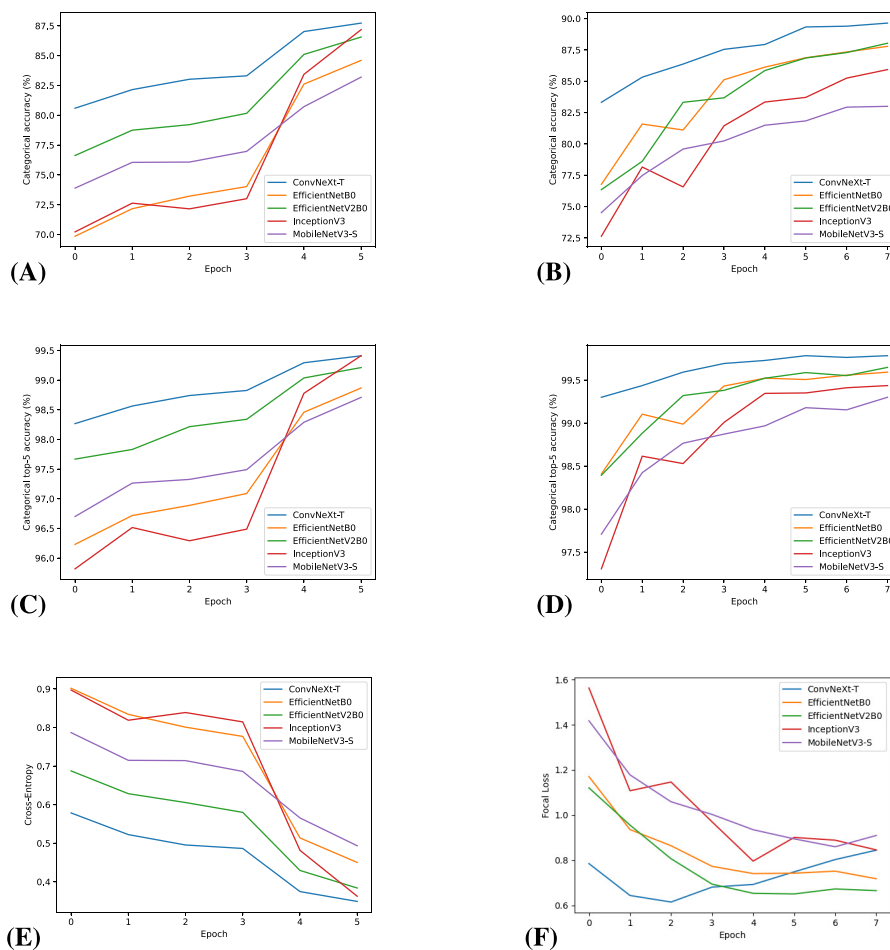 87.5
85.0
82.5
80.0
77.5
75.0
72.5
70.0
Categorical accuracy (%)
ConvNeXt-T
EfficientNetB0
EfficientNetV2B0
InceptionV3
MobileNetV3-S
0 1 2 3 4 5
Epoch
(A)
90.0
87.5
85.0
82.5
80.0
77.5
75.0
72.5
Categorical accuracy (%)
ConvNeXt-T
EfficientNetB0
EfficientNetV2B0
InceptionV3
MobileNetV3-S
0 1 2 3 4 5 6 7
Epoch
(B)
99.5
99.0
98.5
98.0
97.5
97.0
96.5
96.0
Categorical top-5 accuracy (%)
ConvNeXt-T
EfficientNetB0
EfficientNetV2B0
InceptionV3
MobileNetV3-S
0 1 2 3 4 5
Epoch
(C)
99.5
99.0
98.5
98.0
97.5
Categorical top-5 accuracy (%)
ConvNeXt-T
EfficientNetB0
EfficientNetV2B0
InceptionV3
MobileNetV3-S
0 1 2 3 4 5 6 7
Epoch
(D)
0.9
0.8
0.7
0.6
0.5
0.4
Cross-Entropy
ConvNeXt-T
EfficientNetB0
EfficientNetV2B0
InceptionV3
MobileNetV3-S
0 1 2 3 4 5
Epoch
(E)
1.6
1.4
1.2
1.0
0.8
0.6
Focal Loss
ConvNeXt-T
EfficientNetB0
EfficientNetV2B0
InceptionV3
MobileNetV3-S
0 1 2 3 4 5 6 7
Epoch
(F)